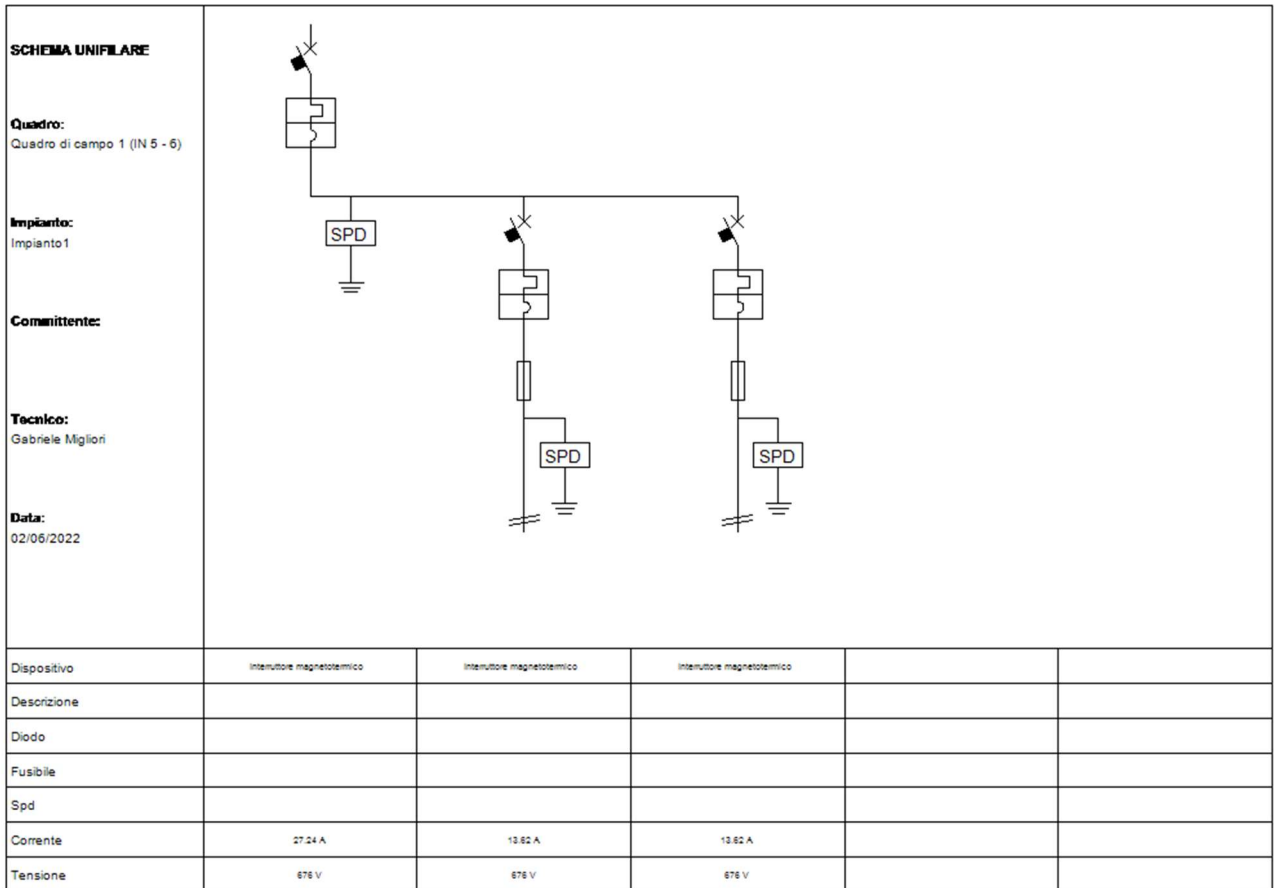 SCHEMA UNIFILARE
Quadro:
Quadro di campo 1 (IN 5 - 6)
Impianto:
Impianto1
Committente:
Tecnico:
Gabriele Migliori
Data:
02/06/2022
SPD
SPD
SPD
Dispositivo Interruttore magnetotermico Interruttore magnetotermico Interruttore magnetotermico
Descrizione
Diodo
Fusibile
Spd
Corrente 27.24 A 13.62 A 13.62 A
Tensione 676 V 676 V 676 V